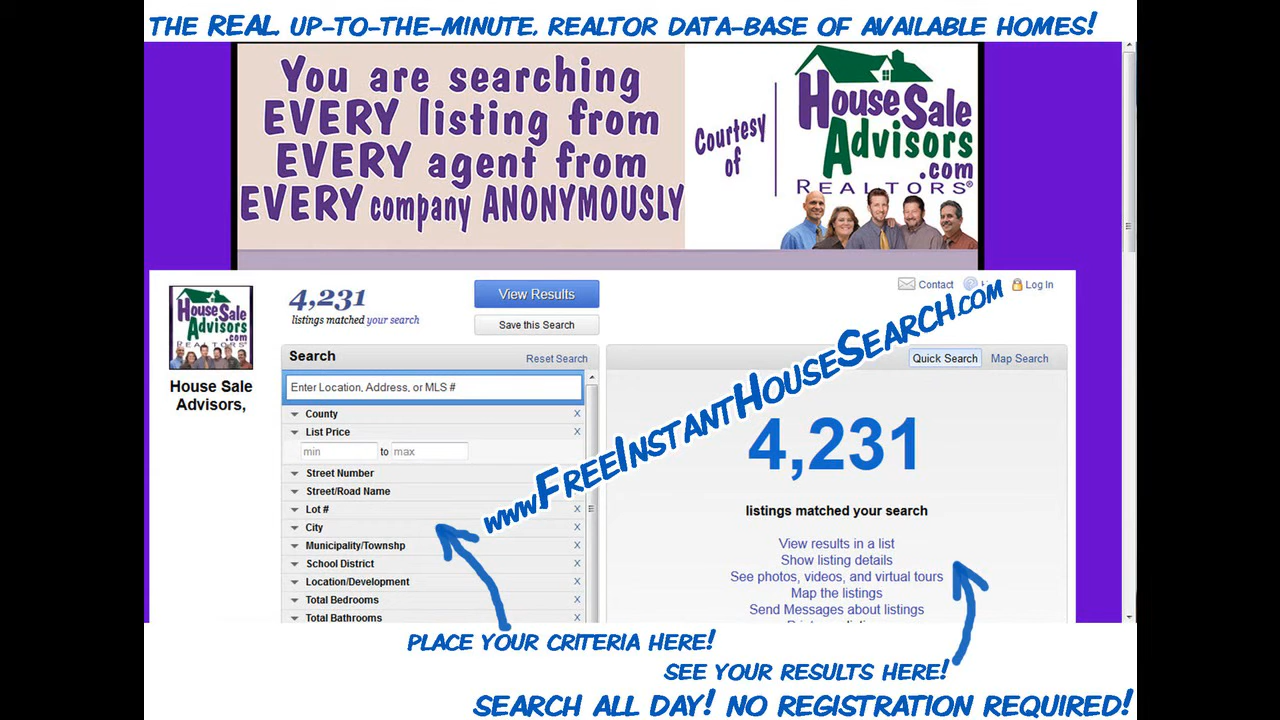 THE REAL, UP-TO-THE-MINUTE, REALTOR DATA-BASE OF AVAILABLE HOMES!
You are searching
EVERY listing from
EVERY agent from
EVERY company ANONYMOUSLY
Courtesy
of
HouseSale
Advisors
.com
REALTORS®
HouseSale
Advisors
.com
REALTORS
House Sale
Advisors,
4,231
listings matched your search
View Results
Save this Search
Contact
Log In
www.FreeInstantHouseSearch.com
Search
Reset Search
Quick Search
Map Search
Enter Location, Address, or MLS #
County X
List Price X
min to max
Street Number X
Street/Road Name X
Lot # X
City X
Municipality/Townshp X
School District X
Location/Development X
Total Bedrooms X
Total Bathrooms X
4,231
listings matched your search
View results in a list
Show listing details
See photos, videos, and virtual tours
Map the listings
Send Messages about listings
PLACE YOUR CRITERIA HERE!
SEE YOUR RESULTS HERE!
SEARCH ALL DAY! NO REGISTRATION REQUIRED!